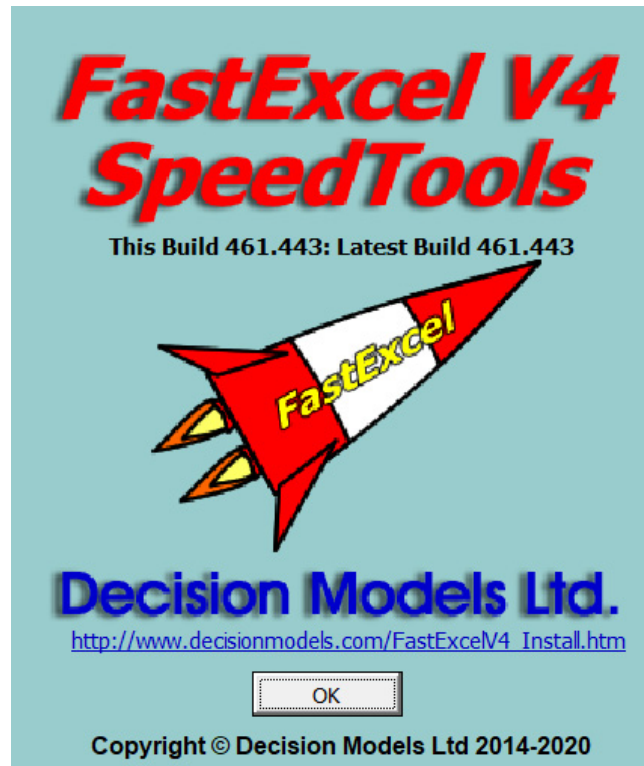 FastExcel V4
SpeedTools
This Build 461.443: Latest Build 461.443
FastExcel
Decision Models Ltd.
http://www.decisionmodels.com/FastExcelV4_Install.htm
OK
Copyright © Decision Models Ltd 2014-2020